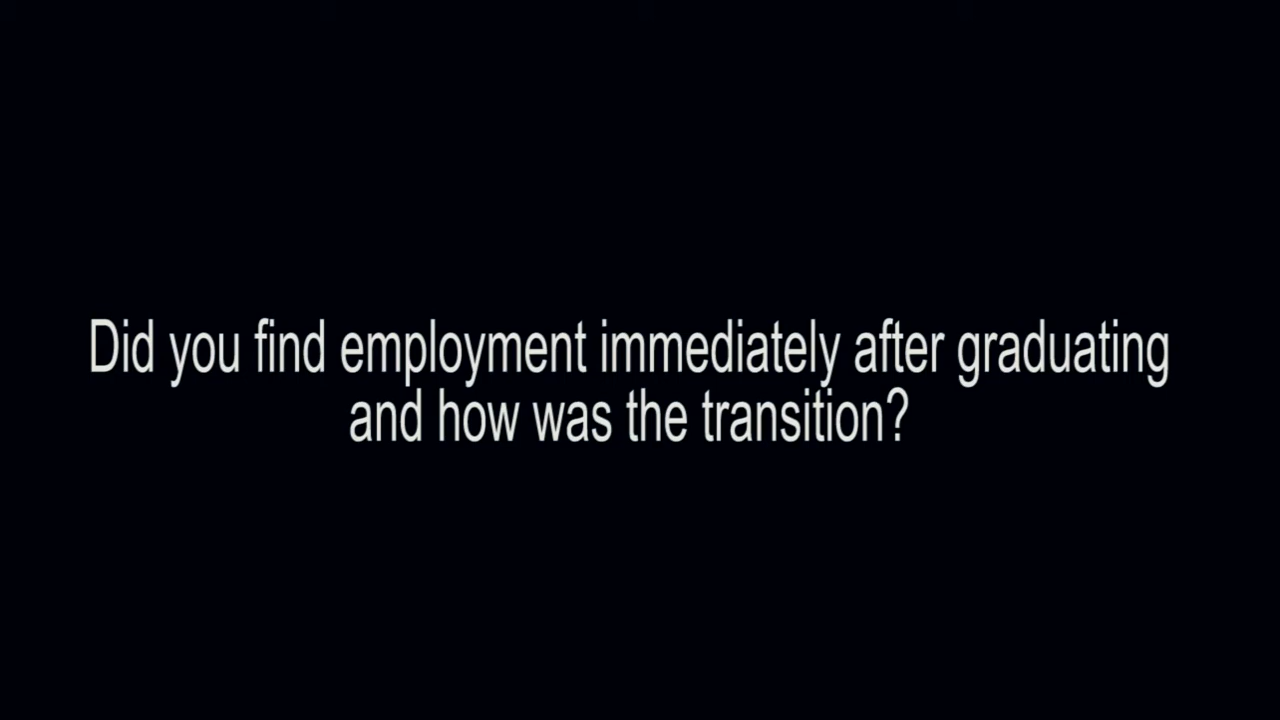 Did you find employment immediately after graduating
and how was the transition?